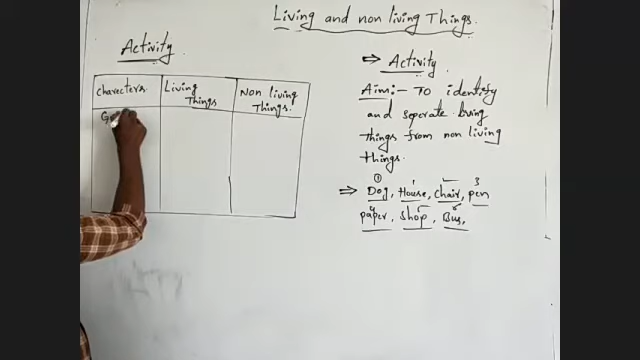 Living and non living Things.
Activity
Charecters
Living
Things
Non living
Things.
G
⇒ Activity
Aim:- To identify
and seperate living
things from non living
things.
⇒ Dog, House, chair, pen
paper, shop, Bus,